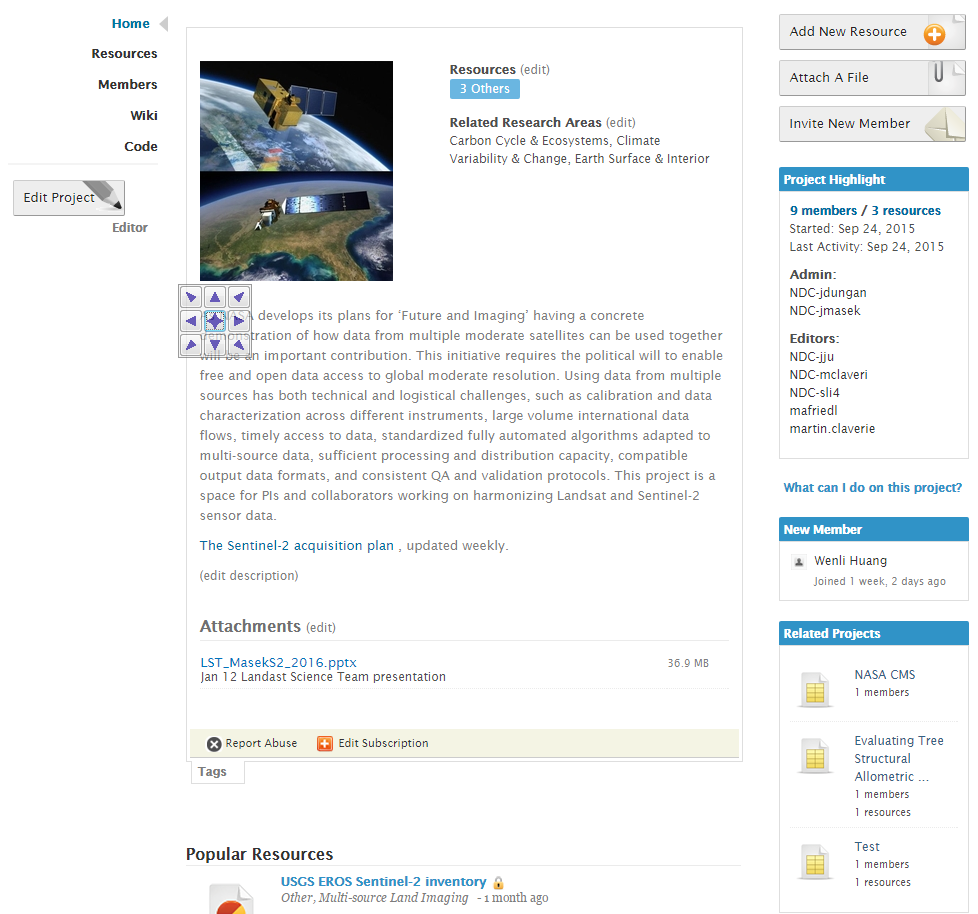 Home
Resources
Members
Wiki
Code
Edit Project
Editor
Resources (edit)
3 Others
Related Research Areas (edit)
Carbon Cycle & Ecosystems, Climate
Variability & Change, Earth Surface & Interior
develops its plans for ‘Future and Imaging’ having a concrete
of how data from multiple moderate satellites can be used together
will be an important contribution. This initiative requires the political will to enable
free and open data access to global moderate resolution. Using data from multiple
sources has both technical and logistical challenges, such as calibration and data
characterization across different instruments, large volume international data
flows, timely access to data, standardized fully automated algorithms adapted to
multi-source data, sufficient processing and distribution capacity, compatible
output data formats, and consistent QA and validation protocols. This project is a
space for PIs and collaborators working on harmonizing Landsat and Sentinel-2
sensor data.
The Sentinel-2 acquisition plan , updated weekly.
(edit description)
Attachments (edit)
LST_MasekS2_2016.pptx 36.9 MB
Jan 12 Landast Science Team presentation
Report Abuse Edit Subscription
Tags
Popular Resources
USGS EROS Sentinel-2 inventory
Other, Multi-source Land Imaging - 1 month ago
Add New Resource
Attach A File
Invite New Member
Project Highlight
9 members / 3 resources
Started: Sep 24, 2015
Last Activity: Sep 24, 2015
Admin:
NDC-jdungan
NDC-jmasek
Editors:
NDC-jju
NDC-mclaveri
NDC-sli4
mafriedl
martin.claverie
What can I do on this project?
New Member
Wenli Huang
Joined 1 week, 2 days ago
Related Projects
NASA CMS
1 members
Evaluating Tree
Structural
Allometric ...
1 members
1 resources
Test
1 members
1 resources